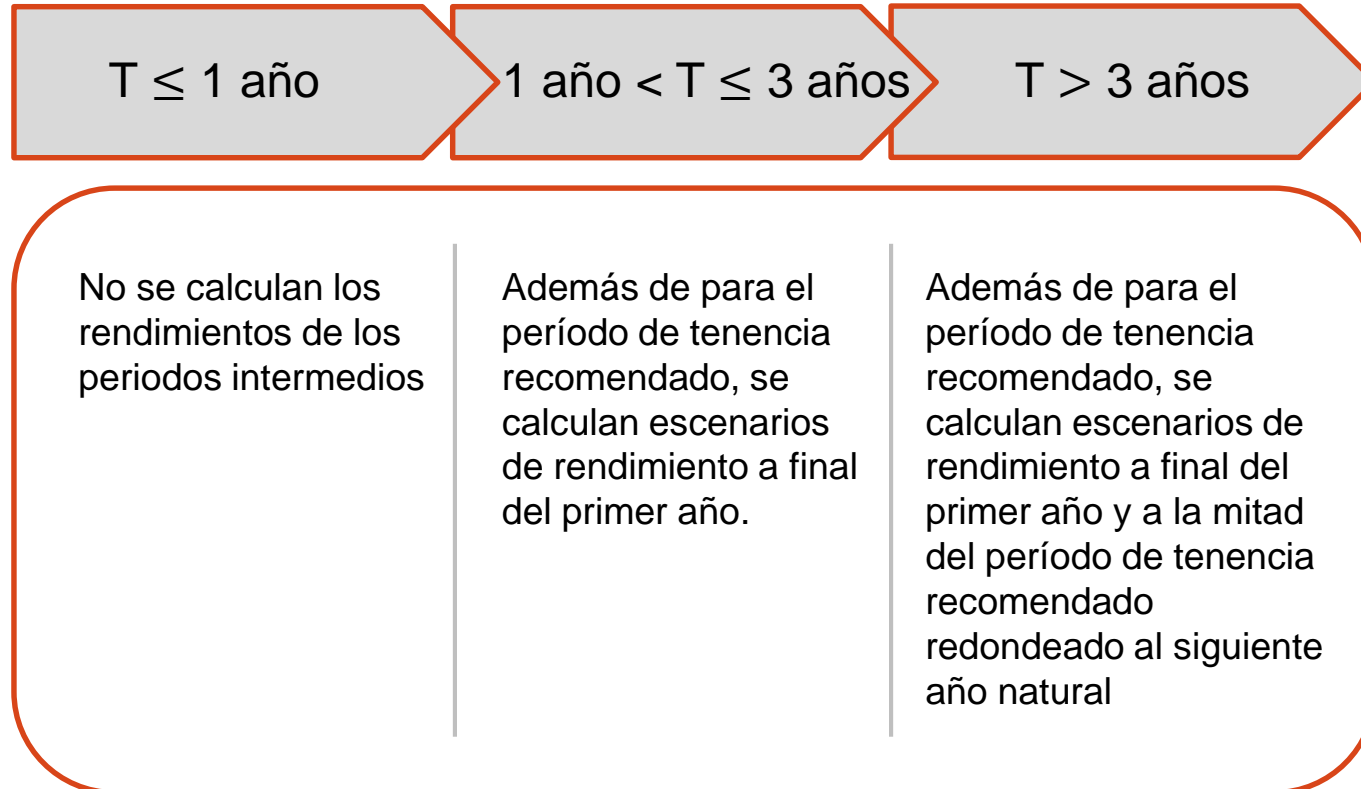 T ≤ 1 año
1 año < T ≤ 3 años
T > 3 años
No se calculan los
rendimientos de los
periodos intermedios
Además de para el
período de tenencia
recomendado, se
calculan escenarios
de rendimiento a final
del primer año.
Además de para el
período de tenencia
recomendado, se
calculan escenarios de
rendimiento a final del
primer año y a la mitad
del período de tenencia
recomendado
redondeado al siguiente
año natural